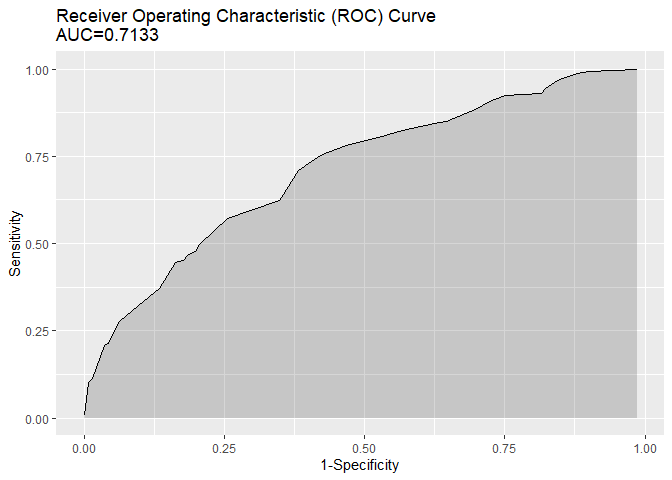 Receiver Operating Characteristic (ROC) Curve
AUC=0.7133
1.00
0.75
0.50
0.25
0.00
Sensitivity
0.00 0.25 0.50 0.75 1.00
1-Specificity